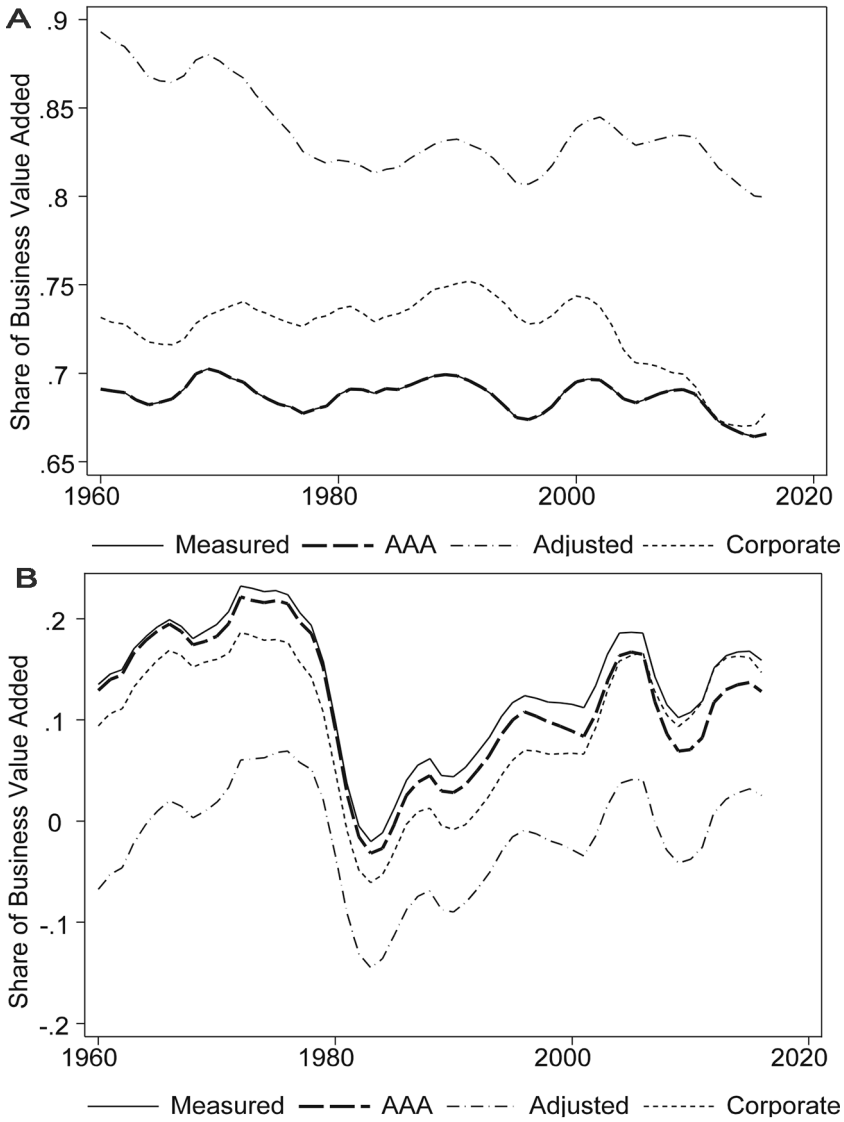 A
Share of Business Value Added
.9
.85
.8
.75
.7
.65
1960 1980 2000 2020
Measured AAA Adjusted Corporate
B
Share of Business Value Added
.2
.1
0
-.1
-.2
1960 1980 2000 2020
Measured AAA Adjusted Corporate